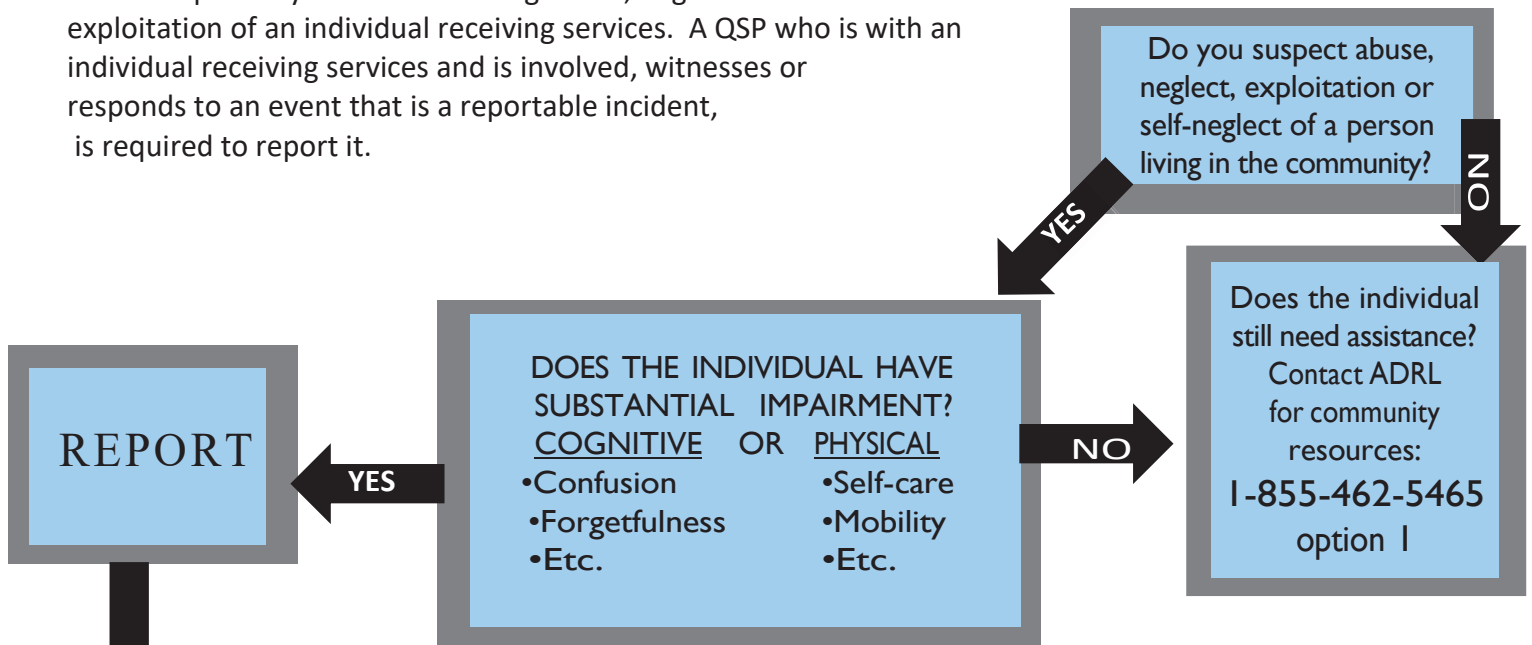 exploitation of an individual receiving services. A QSP who is with an
individual receiving services and is involved, witnesses or
responds to an event that is a reportable incident,
is required to report it.
Do you suspect abuse,
neglect, exploitation or
self-neglect of a person
living in the community?
NO
YES
Does the individual
still need assistance?
Contact ADRL
for community
resources:
1-855-462-5465
option 1
DOES THE INDIVIDUAL HAVE
SUBSTANTIAL IMPAIRMENT?
COGNITIVE OR PHYSICAL
•Confusion •Self-care
•Forgetfulness •Mobility
•Etc. •Etc.
NO
YES
REPORT